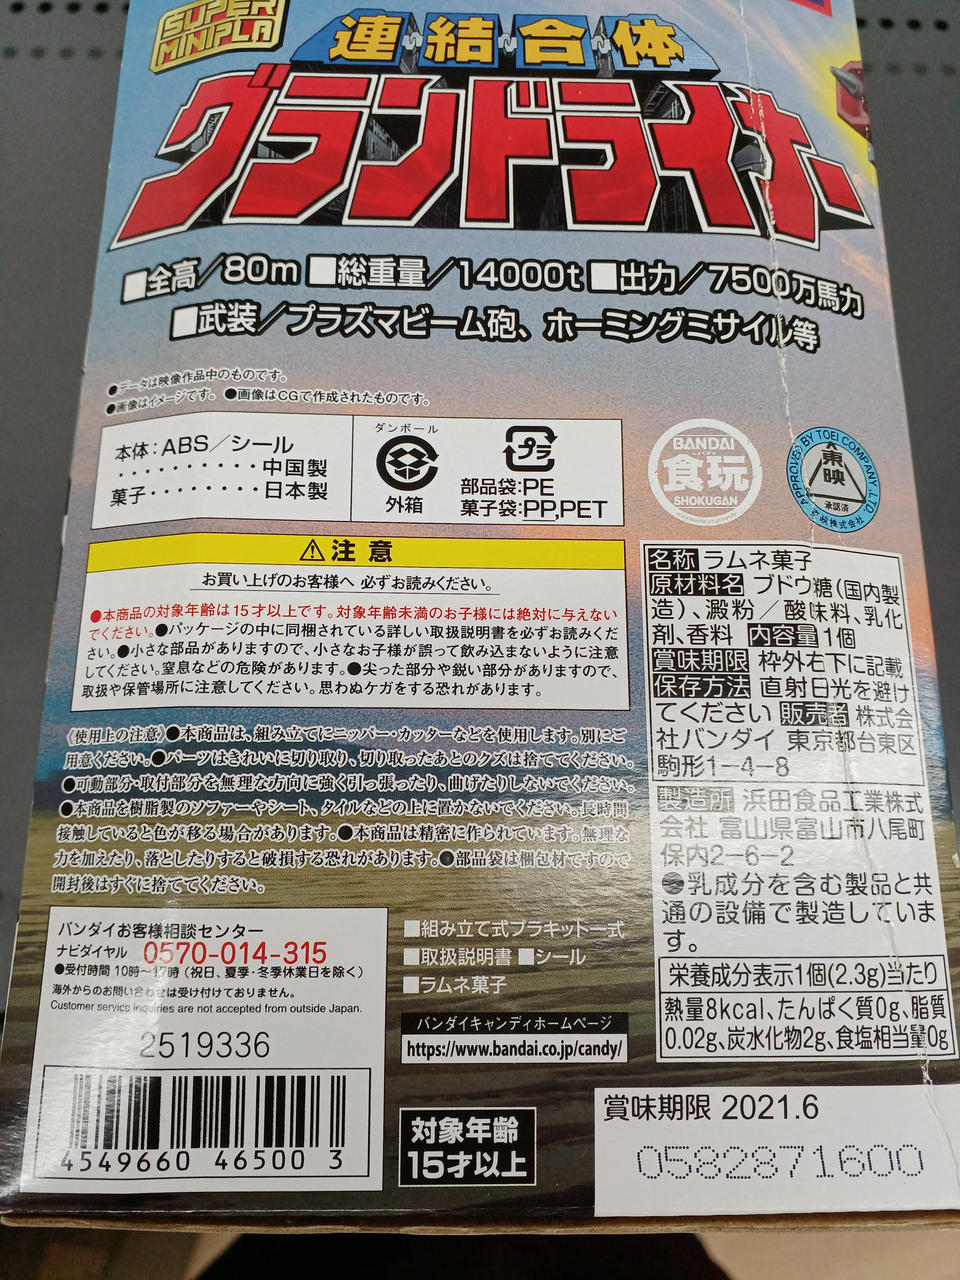 SUPER
MINIPLA
連結合体
グランドライナー
■全高／80m ■総重量／14000t ■出力／7500万馬力
■武装／プラズマビーム砲、ホーミングミサイル等
●データは映像作品中のものです。
●画像はイメージです。 ●画像はCGで作成されたものです。
本体：ABS／シール
・・・・・・・・・・中国製
菓子・・・・・・・・日本製
ダンボール
外箱
プラ
部品袋:PE
菓子袋:PP,PET
BANDAI
しょくがん
食玩
SHOKUGAN
www.bandai.co.jp/candy
APPROVED BY TOEI COMPANY, LTD.
東映
承認済
東映株式会社
⚠注意
お買い上げのお客様へ 必ずお読みください。
●本商品の対象年齢は15才以上です。対象年齢未満のお子様には絶対に与えない
でください。●パッケージの中に同梱されている詳しい取扱説明書を必ずお読みくだ
さい。●小さな部品がありますので、小さなお子様が誤って飲み込まないように注意
してください。窒息などの危険があります。●尖った部分や鋭い部分がありますので、
取扱や保管場所に注意してください。思わぬケガをする恐れがあります。
《使用上の注意》●本商品は、組み立てにニッパー・カッターなどを使用します。別にご
用意ください。●パーツはきれいに切り取り、切り取ったあとのクズは捨ててください。
●可動部分・取付部分を無理な方向に強く引っ張ったり、曲げたりしないでください。
●本商品を樹脂製のソファーやシート、タイルなどの上に置かないでください。長時間
接触していると色が移る場合があります。●本商品は精密に作られています。無理な
力を加えたり、落としたりすると破損する恐れがあります。●部品袋は梱包材ですので
開封後はすぐに捨ててください。
名称 ラムネ菓子
原材料名 ブドウ糖(国内製
造)、澱粉／酸味料、乳化
剤、香料 内容量 1個
賞味期限 枠外右下に記載
保存方法 直射日光を避け
てください 販売者 株式会
社バンダイ 東京都台東区
駒形1-4-8
製造所 浜田食品工業株式
会社 富山県富山市八尾町
保内2-6-2
●乳成分を含む製品と共
通の設備で製造していま
す。
栄養成分表示1個(2.3g)当たり
熱量8kcal、たんぱく質0g、脂質
0.02g、炭水化物2g、食塩相当量0g
バンダイお客様相談センター
ナビダイヤル 0570-014-315
●受付時間 10時～17時（祝日、夏季・冬季休業日を除く）
海外からのお問い合わせは受け付けておりません。
Customer service inquiries are not accepted from outside Japan.
2519336
4549660 46500 3
■組み立て式プラキット一式
■取扱説明書 ■シール
■ラムネ菓子
バンダイキャンディホームページ
https://www.bandai.co.jp/candy/
対象年齢
15才以上
賞味期限 2021.6
0582871600